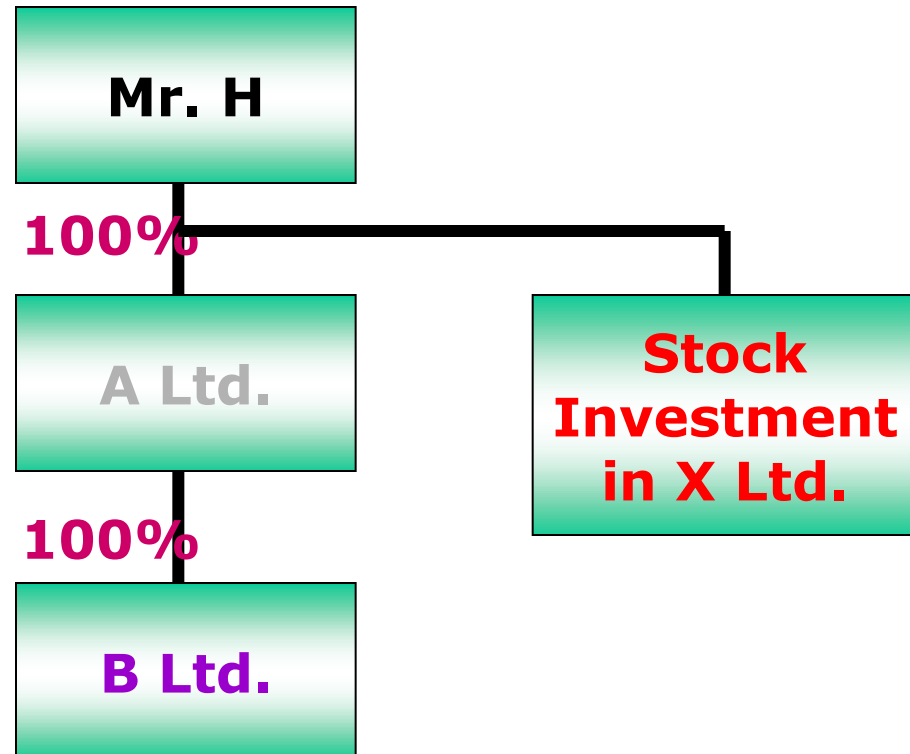 Mr. H
100%
A Ltd.
Stock
Investment
in X Ltd.
100%
B Ltd.